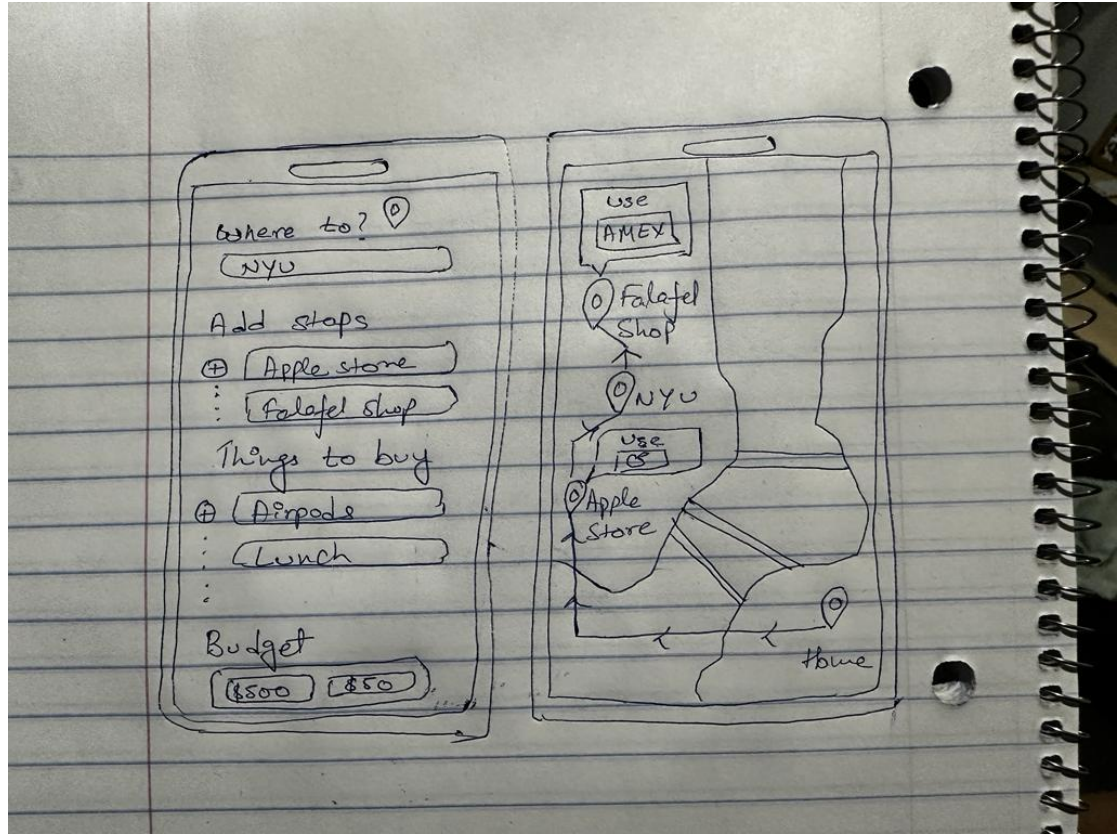 Where to?
NYU
Add stops
Apple store
Falafel shop
Things to buy
Airpods
Lunch
Budget
$500 $50
use
AMEX
Falafel
Shop
NYU
use
Apple
Store
Home